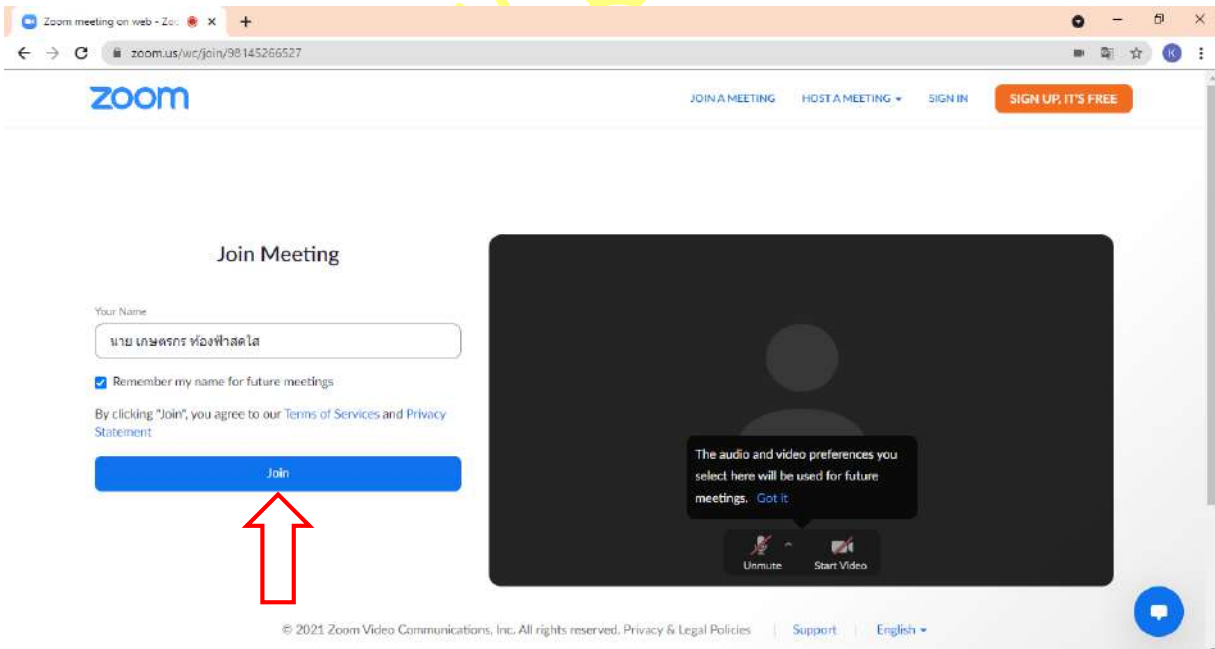 Zoom meeting on web - Zo
zoom.us/wc/join/98145266527
K
zoom
JOIN A MEETING HOST A MEETING SIGN IN SIGN UP, IT'S FREE
Join Meeting
Your Name
นาย เกษตรกร ท้องฟ้าสดใส
Remember my name for future meetings
By clicking "Join", you agree to our Terms of Services and Privacy
Statement
Join
The audio and video preferences you
select here will be used for future
meetings. Got it
Unmute Start Video
© 2021 Zoom Video Communications, Inc. All rights reserved. Privacy & Legal Policies | Support | English